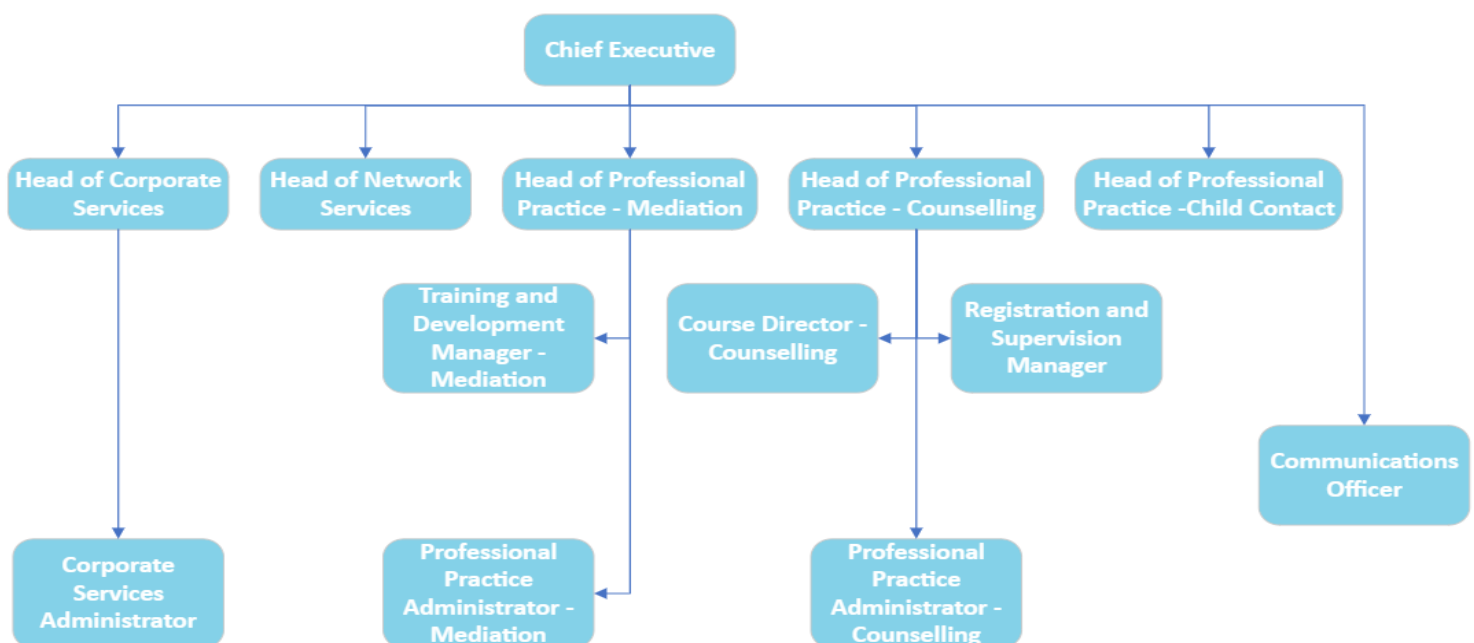 Chief Executive
Head of Corporate
Services
Head of Network
Services
Head of Professional
Practice - Mediation
Head of Professional
Practice - Counselling
Head of Professional
Practice -Child Contact
Training and
Development
Manager -
Mediation
Course Director -
Counselling
Registration and
Supervision
Manager
Communications
Officer
Corporate
Services
Administrator
Professional
Practice
Administrator -
Mediation
Professional
Practice
Administrator -
Counselling